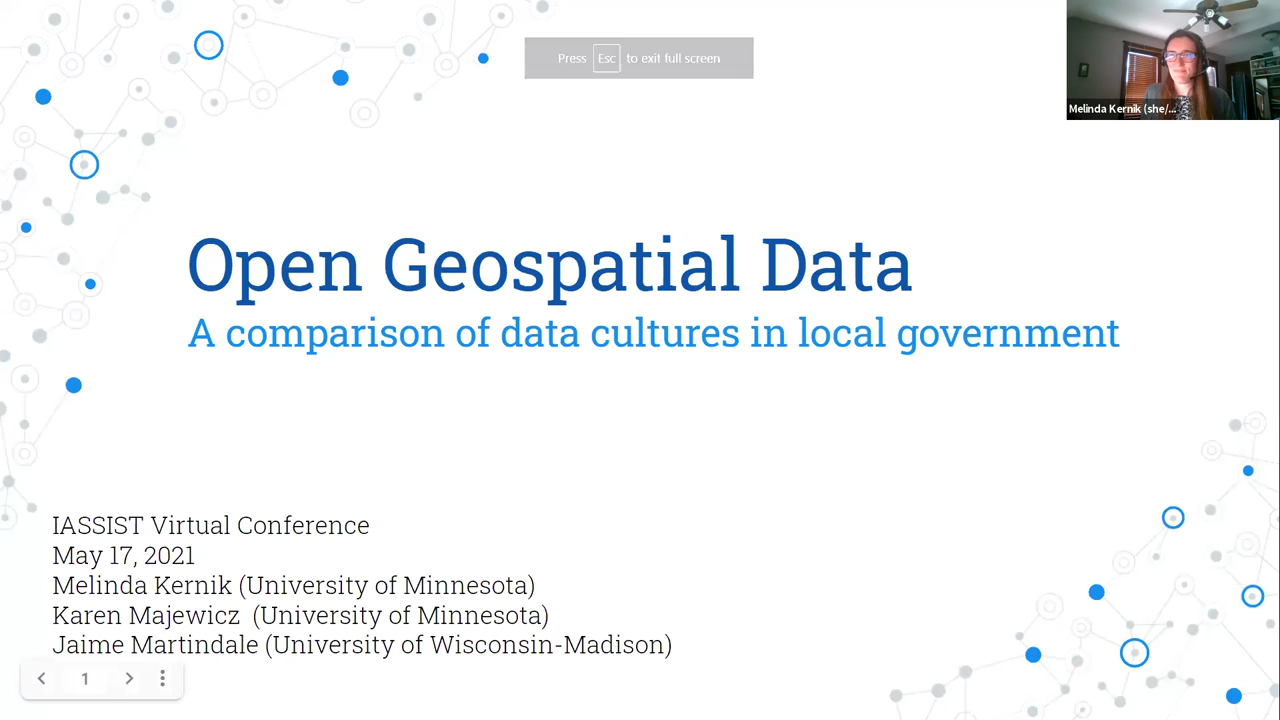 Press Esc to exit full screen
Melinda Kernik (she/...
Open Geospatial Data
A comparison of data cultures in local government
IASSIST Virtual Conference
May 17, 2021
Melinda Kernik (University of Minnesota)
Karen Majewicz (University of Minnesota)
Jaime Martindale (University of Wisconsin-Madison)
1